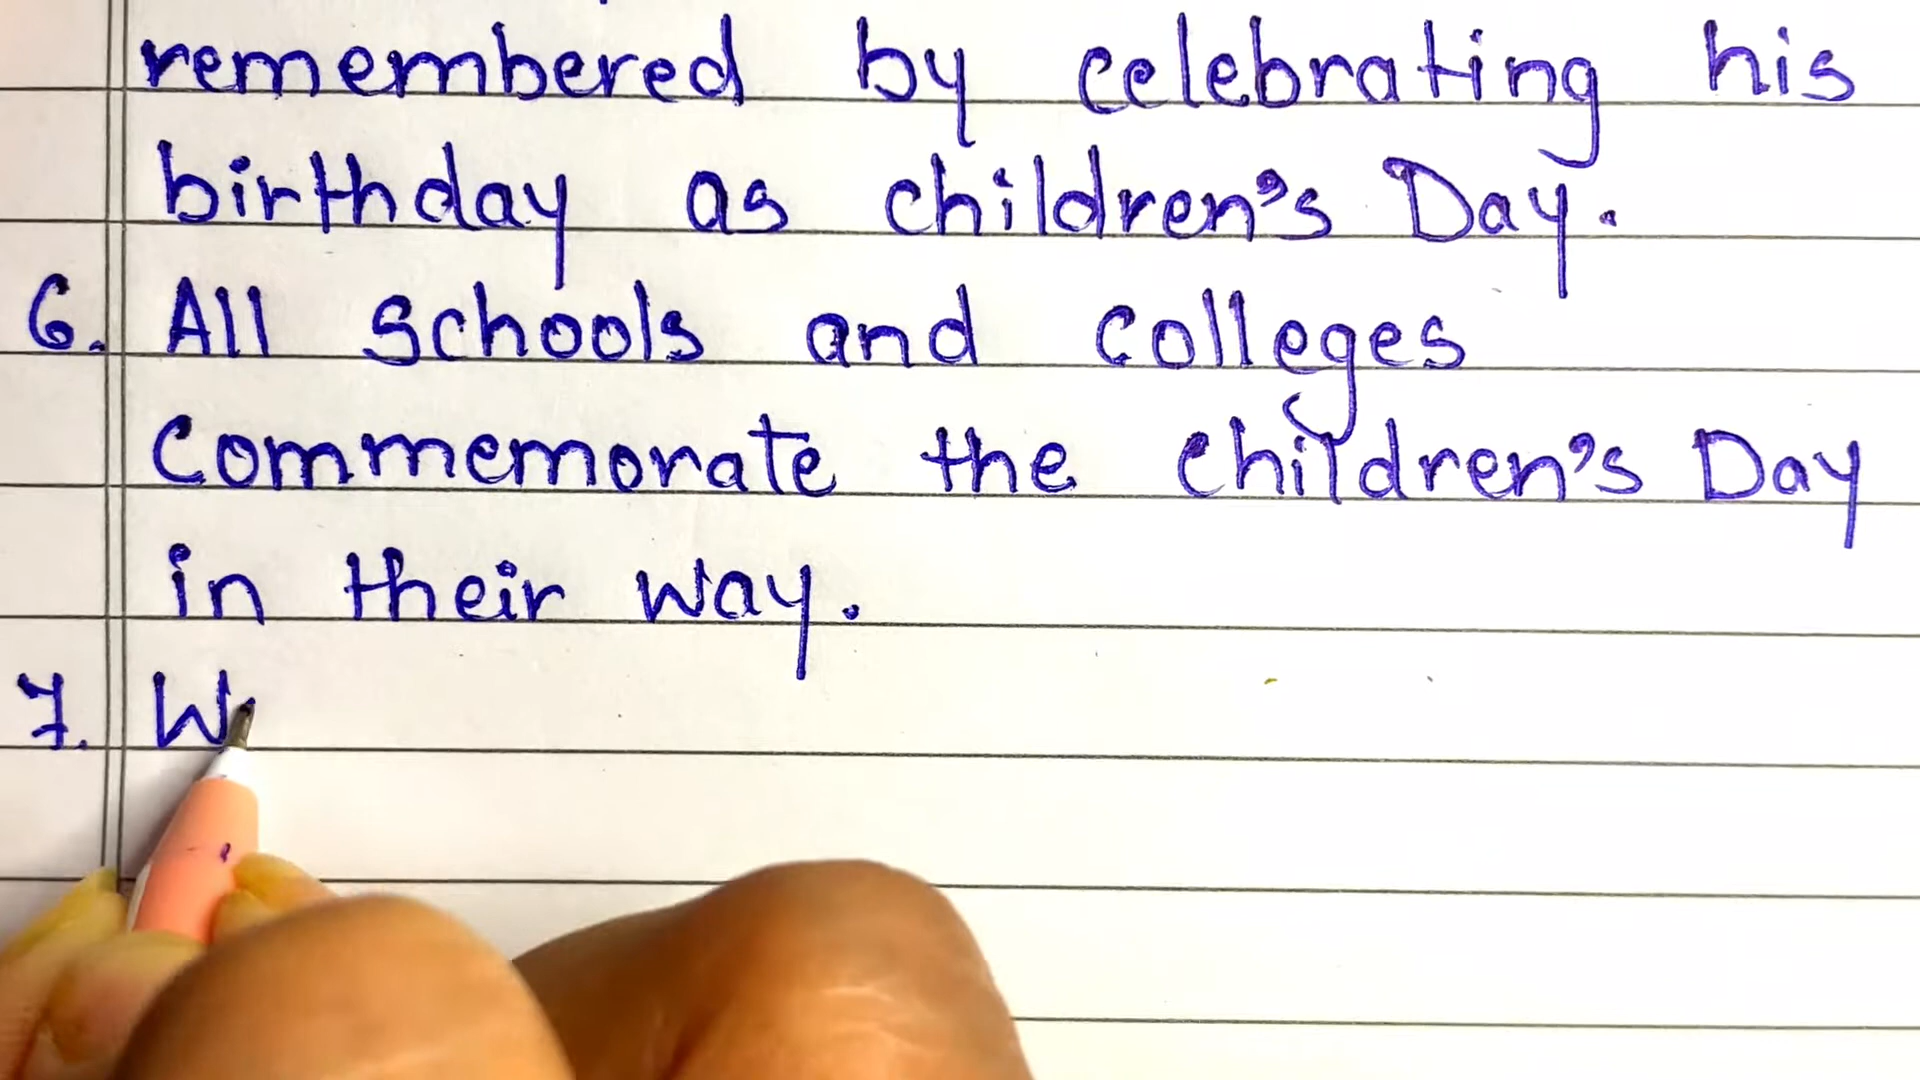 remembered by celebrating his
birthday as children's Day.
6. All schools and colleges
Commemorate the children's Day
in their way.
7. W